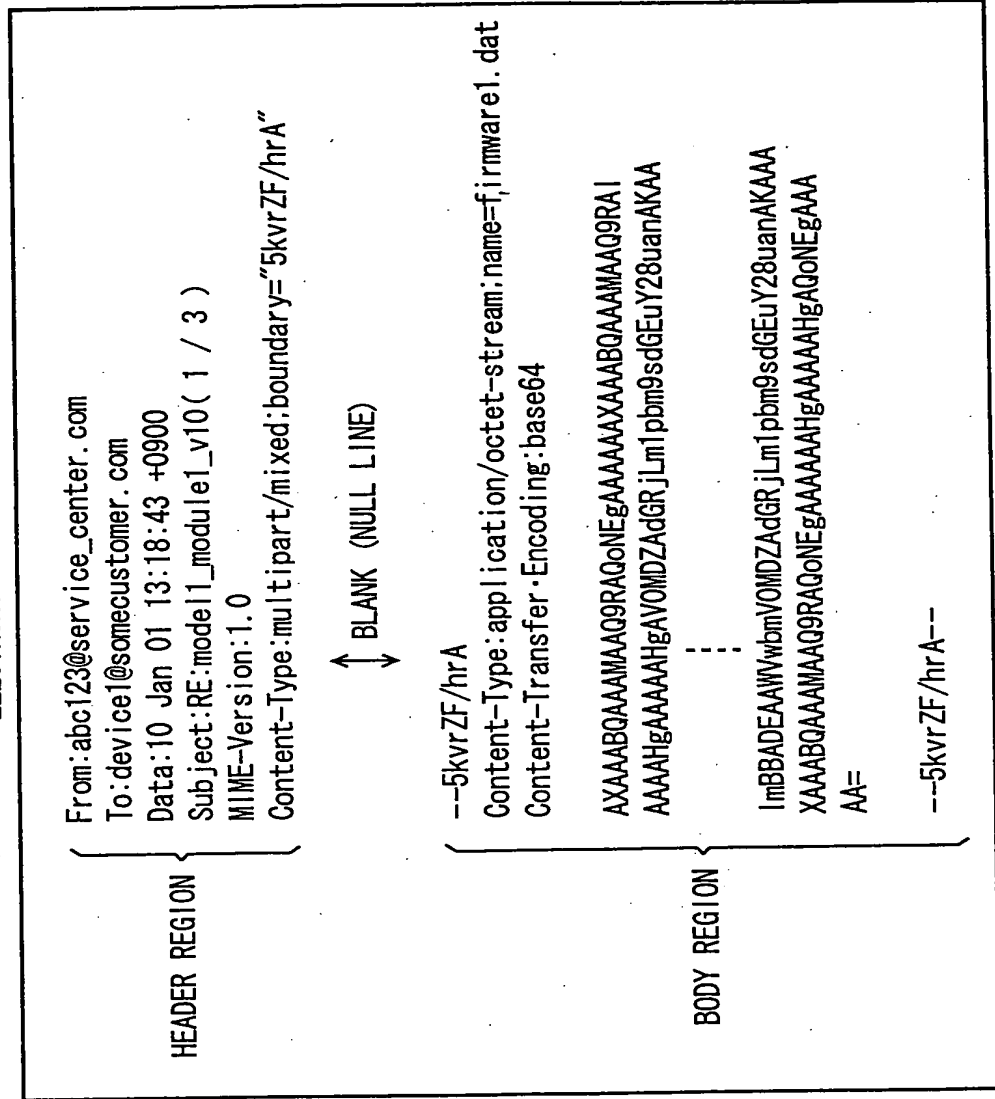 HEADER REGION
From:abc123@service_center.com
To:device1@somecustomer.com
Data:10 Jan 01 13:18:43 +0900
Subject:RE:model1_module1_v10( 1 / 3 )
MIME-Version:1.0
Content-Type:multipart/mixed;boundary="5kvrZF/hrA"
BLANK (NULL LINE)
BODY REGION
--5kvrZF/hrA
Content-Type:application/octet-stream;name=firmware1.dat
Content-Transfer·Encoding:base64
AXAAABQAAAMAAQ9RAQoNEgAAAAAAXAAABQAAAMAAQ9RAI
AAAAHgAAAAAHgAVOMDZAdGRjLm1pbm9sdGEuY28uanAKAA
ImBBADEAAWVwbmVOMDZAdGRjLm1pbm9sdGEuY28uanAKAAA
XAAABQAAAMAAQ9RAQoNEgAAAAAAHgAAAAAHgAQoNEgAAA
AA=
--5kvrZF/hrA--